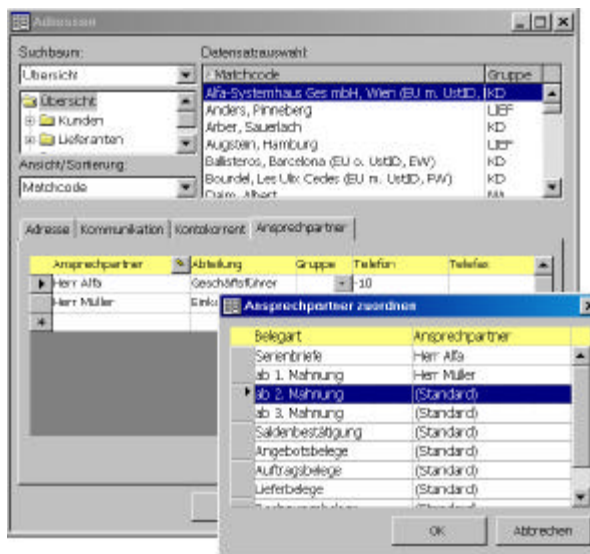 Adressen
Suchbaum:
Datensatzauswahl:
Übersicht
Matchcode Gruppe
Übersicht
Kunden
Lieferanten
Alfa-Systemhaus Ges mbH, Wien (EU m. UstID, KD
Anders, Pinneberg LIEF
Arber, Sauerlach KD
Augstein, Hamburg LIEF
Ballisteros, Barcelona (EU o. UstID, EW) KD
Bourdel, Les Ulix Cedes (EU m. UstID, PW) KD
Ansicht/Sortierung:
Matchcode
Adresse Kommunikation Kontokorrent Ansprechpartner
Ansprechpartner Abteilung Gruppe Telefon Telefax
Herr Alfa Geschäftsführer -10
Herr Müller
Ansprechpartner zuordnen
Belegart Ansprechpartner
Serienbriefe Herr Alfa
ab 1. Mahnung Herr Müller
ab 2. Mahnung (Standard)
ab 3. Mahnung (Standard)
Saldenbestätigung (Standard)
Angebotsbelege (Standard)
Auftragsbelege (Standard)
Lieferbelege (Standard)
OK Abbrechen